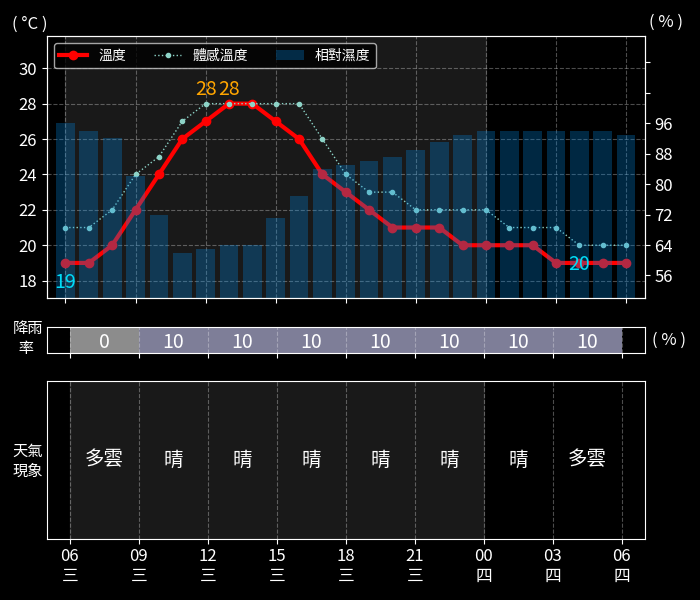 ( °C )
( % )
溫度
體感溫度
相對濕度
30
28
26
24
22
20
18
96
88
80
72
64
56
28
28
19
20
降雨
率
0
10
10
10
10
10
10
10
( % )
天氣
現象
多雲
晴
晴
晴
晴
晴
晴
多雲
06
三
09
三
12
三
15
三
18
三
21
三
00
四
03
四
06
四